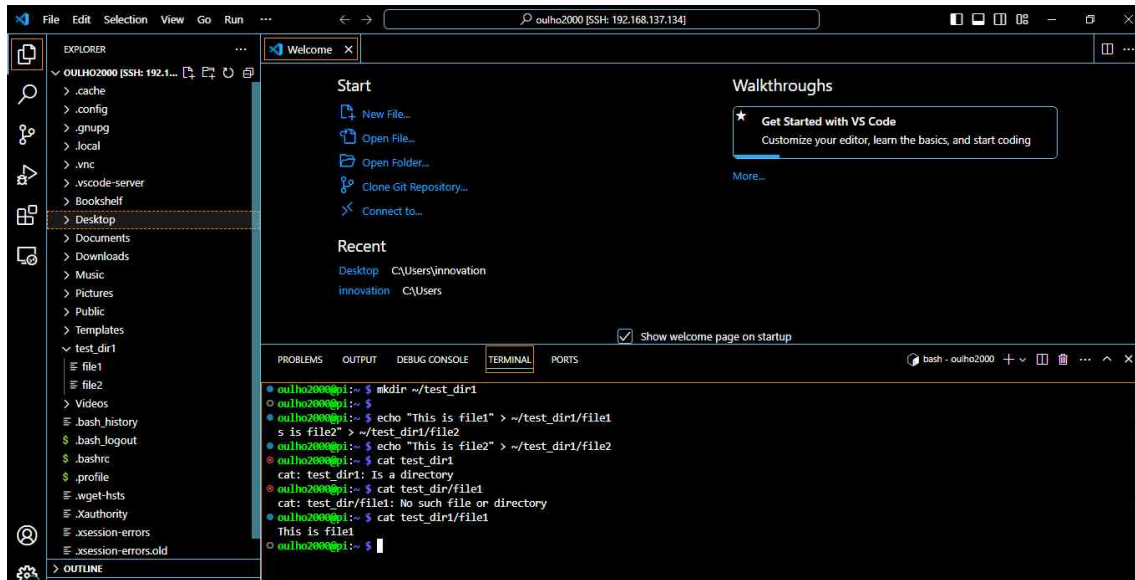 File Edit Selection View Go Run ···
oulho2000 [SSH: 192.168.137.134]
EXPLORER ···
OULHO2000 [SSH: 192.1...
.cache
.config
.gnupg
.local
.vnc
.vscode-server
Bookshelf
Desktop
Documents
Downloads
Music
Pictures
Public
Templates
test_dir1
file1
file2
Videos
.bash_history
$ .bash_logout
$ .bashrc
$ .profile
.wget-hsts
.Xauthority
.xsession-errors
.xsession-errors.old
OUTLINE
Welcome
Start
New File...
Open File...
Open Folder...
Clone Git Repository...
Connect to...
Recent
Desktop C:\Users\innovation
innovation C:\Users
Walkthroughs
Get Started with VS Code
Customize your editor, learn the basics, and start coding
More...
Show welcome page on startup
PROBLEMS OUTPUT DEBUG CONSOLE TERMINAL PORTS
bash - oulho2000
oulho2000@pi:~ $ mkdir ~/test_dir1
oulho2000@pi:~ $
oulho2000@pi:~ $ echo "This is file1" > ~/test_dir1/file1
s is file2" > ~/test_dir1/file2
oulho2000@pi:~ $ echo "This is file2" > ~/test_dir1/file2
oulho2000@pi:~ $ cat test_dir1
cat: test_dir1: Is a directory
oulho2000@pi:~ $ cat test_dir/file1
cat: test_dir/file1: No such file or directory
oulho2000@pi:~ $ cat test_dir1/file1
This is file1
oulho2000@pi:~ $